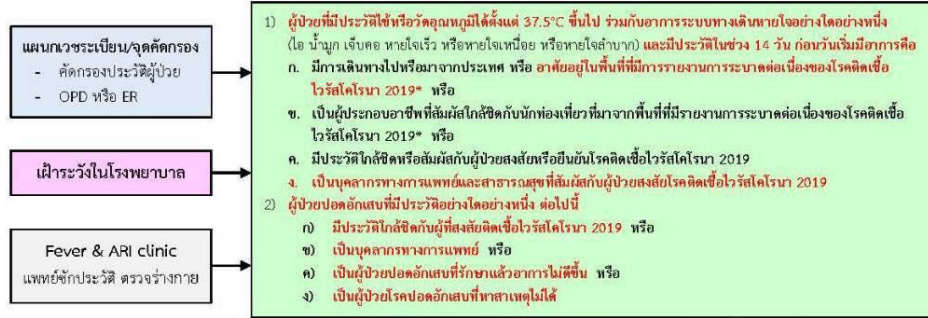 แผนกเวชระเบียน/จุดคัดกรอง
- คัดกรองประวัติผู้ป่วย
- OPD หรือ ER
เฝ้าระวังในโรงพยาบาล
Fever & ARI clinic
แพทย์ซักประวัติ ตรวจร่างกาย
1) ผู้ป่วยที่มีประวัติไข้หรือวัดอุณหภูมิได้ตั้งแต่ 37.5°C ขึ้นไป ร่วมกับอาการระบบทางเดินหายใจอย่างใดอย่างหนึ่ง
(ไอ น้ำมูก เจ็บคอ หายใจเร็ว หรือหายใจเหนื่อย หรือหายใจลำบาก) และมีประวัติในช่วง 14 วัน ก่อนวันเริ่มมีอาการคือ
ก. มีการเดินทางไปหรือมาจากประเทศ หรือ อาศัยอยู่ในพื้นที่ที่มีการรายงานการระบาดต่อเนื่องของโรคติดเชื้อ
ไวรัสโคโรนา 2019* หรือ
ข. เป็นผู้ประกอบอาชีพที่สัมผัสใกล้ชิดกับนักท่องเที่ยวที่มาจากพื้นที่ที่มีรายงานการระบาดต่อเนื่องของโรคติดเชื้อ
ไวรัสโคโรนา 2019* หรือ
ค. มีประวัติใกล้ชิดหรือสัมผัสกับผู้ป่วยสงสัยหรือยืนยันโรคติดเชื้อไวรัสโคโรนา 2019
ง. เป็นบุคลากรทางการแพทย์และสาธารณสุขที่สัมผัสกับผู้ป่วยสงสัยโรคติดเชื้อไวรัสโคโรนา 2019
2) ผู้ป่วยปอดอักเสบที่มีประวัติอย่างใดอย่างหนึ่ง ต่อไปนี้
ก) มีประวัติใกล้ชิดกับผู้ที่สงสัยติดเชื้อไวรัสโคโรนา 2019 หรือ
ข) เป็นบุคลากรทางการแพทย์ หรือ
ค) เป็นผู้ป่วยปอดอักเสบที่รักษาแล้วอาการไม่ดีขึ้น หรือ
ง) เป็นผู้ป่วยโรคปอดอักเสบที่หาสาเหตุไม่ได้